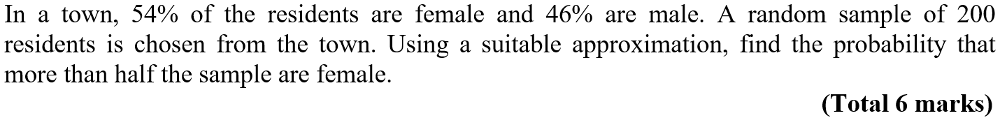 In a town, 54% of the residents are female and 46% are male. A random sample of 200
residents is chosen from the town. Using a suitable approximation, find the probability that
more than half the sample are female.
(Total 6 marks)